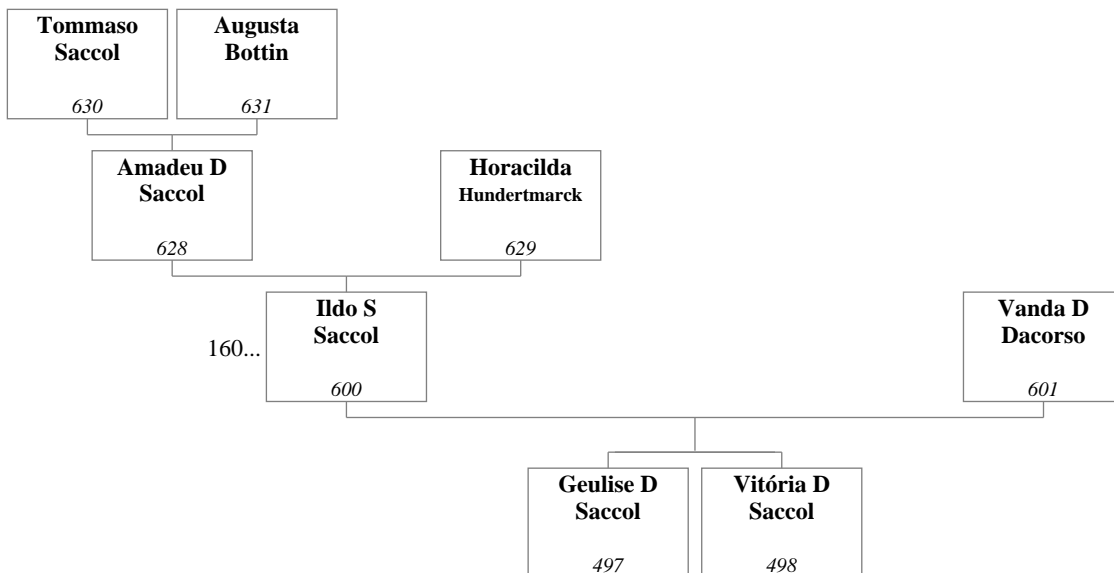 Tommaso
Saccol
630
Augusta
Bottin
631
Amadeu D
Saccol
628
Horacilda
Hundertmarck
629
160...
Ildo S
Saccol
600
Vanda D
Dacorso
601
Geulise D
Saccol
497
Vitória D
Saccol
498